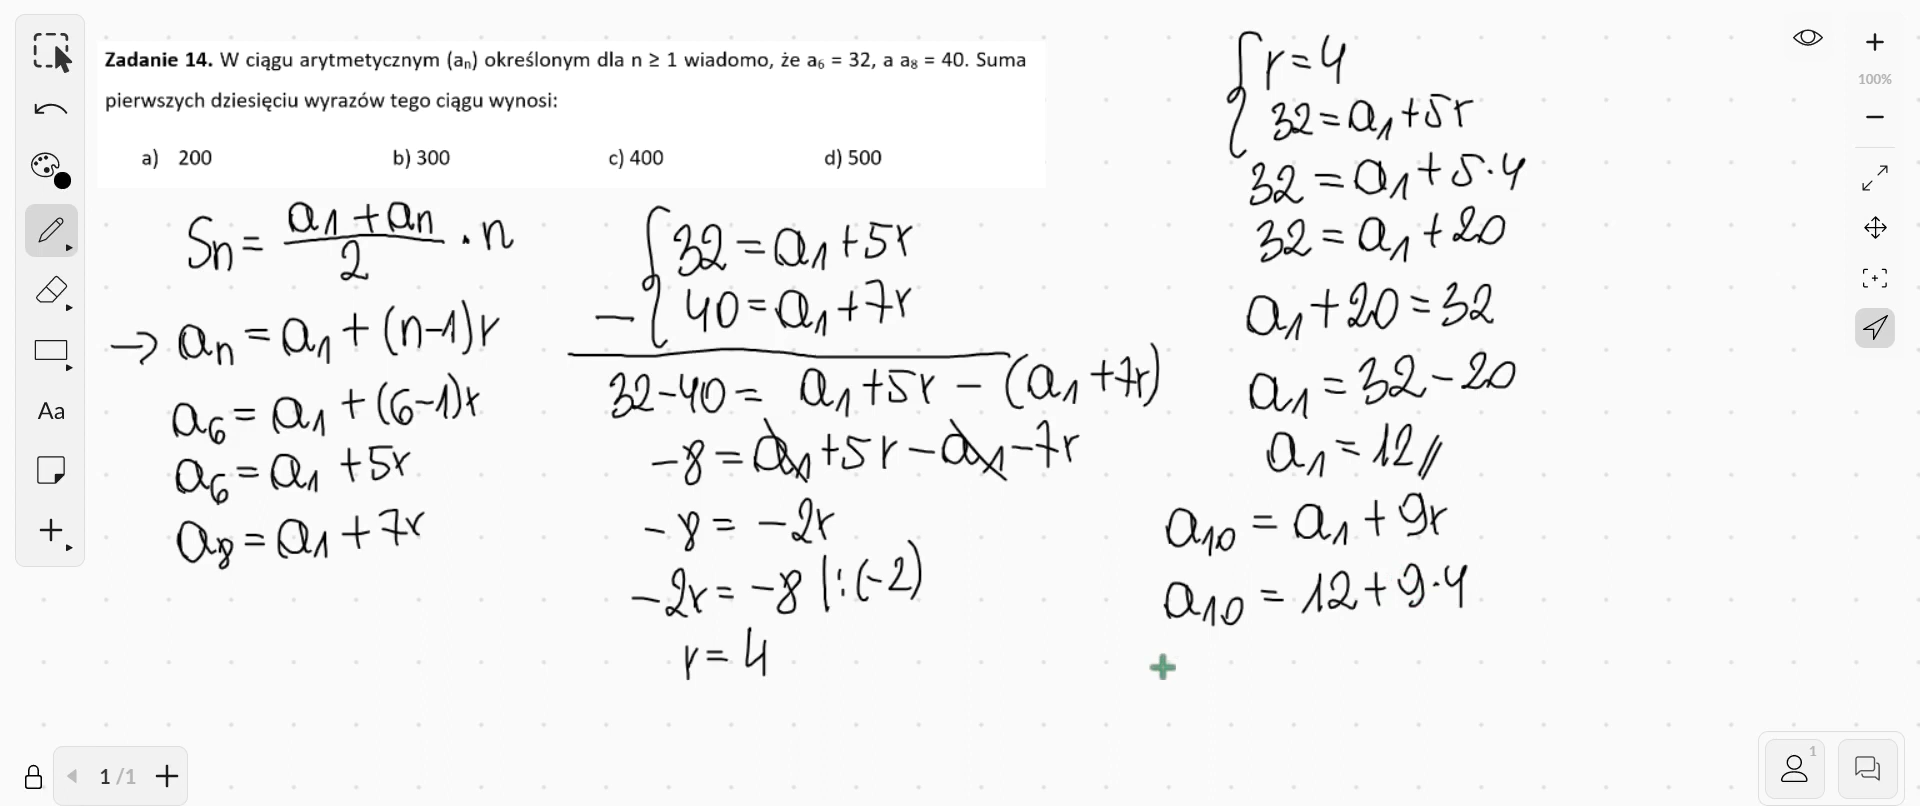 Zadanie 14. W ciągu arytmetycznym (aₙ) określonym dla n ≥ 1 wiadomo, że a₆ = 32, a a₈ = 40. Suma
pierwszych dziesięciu wyrazów tego ciągu wynosi:
a) 200 b) 300 c) 400 d) 500
Sn = (a₁ + an)/2 · n
→ an = a₁ + (n-1)r
a₆ = a₁ + (6-1)r
a₆ = a₁ + 5r
a₈ = a₁ + 7r
32 = a₁ + 5r
- 40 = a₁ + 7r
32-40 = a₁ + 5r - (a₁ + 7r)
-8 = a₁ + 5r - a₁ - 7r
-8 = -2r
-2r = -8 |:(-2)
r = 4
r = 4
32 = a₁ + 5r
32 = a₁ + 5·4
32 = a₁ + 20
a₁ + 20 = 32
a₁ = 32 - 20
a₁ = 12 //
a₁₀ = a₁ + 9r
a₁₀ = 12 + 9·4
Aa
100%
1 /1
1